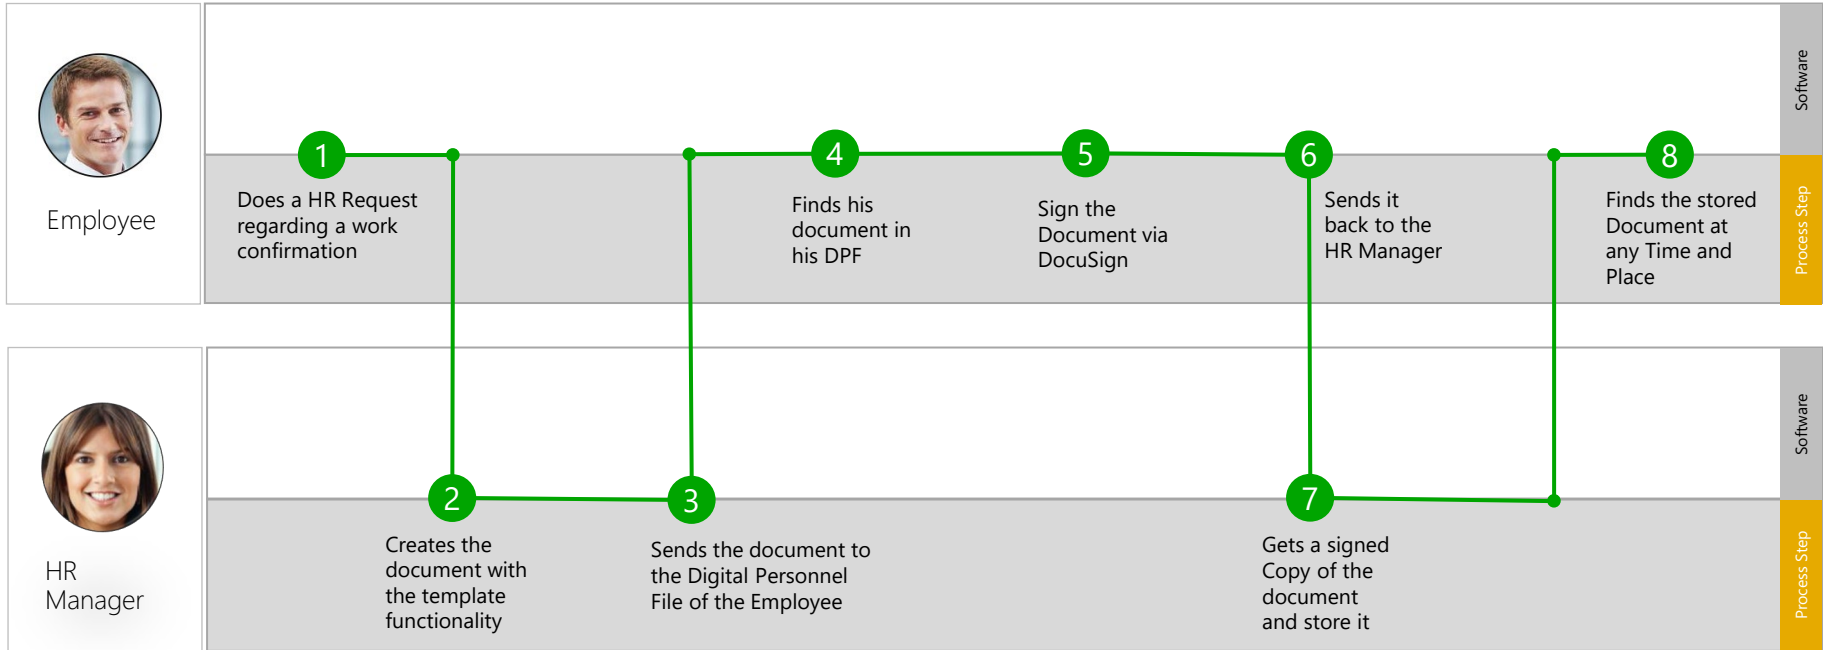 Employee
1
Does a HR Request
regarding a work
confirmation
4
Finds his
document in
his DPF
5
Sign the
Document via
DocuSign
6
Sends it
back to the
HR Manager
8
Finds the stored
Document at
any Time and
Place
Software
Process Step
HR
Manager
2
Creates the
document with
the template
functionality
3
Sends the document to
the Digital Personnel
File of the Employee
7
Gets a signed
Copy of the
document
and store it
Software
Process Step